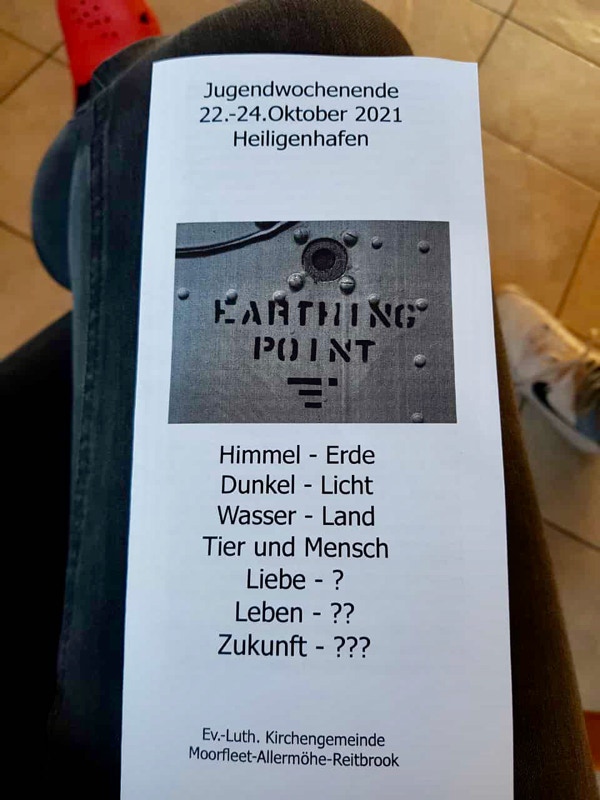 Jugendwochenende
22.-24.Oktober 2021
Heiligenhafen
EARTHING
POINT
Himmel - Erde
Dunkel - Licht
Wasser - Land
Tier und Mensch
Liebe - ?
Leben - ??
Zukunft - ???
Ev.-Luth. Kirchengemeinde
Moorfleet-Allermöhe-Reitbrook